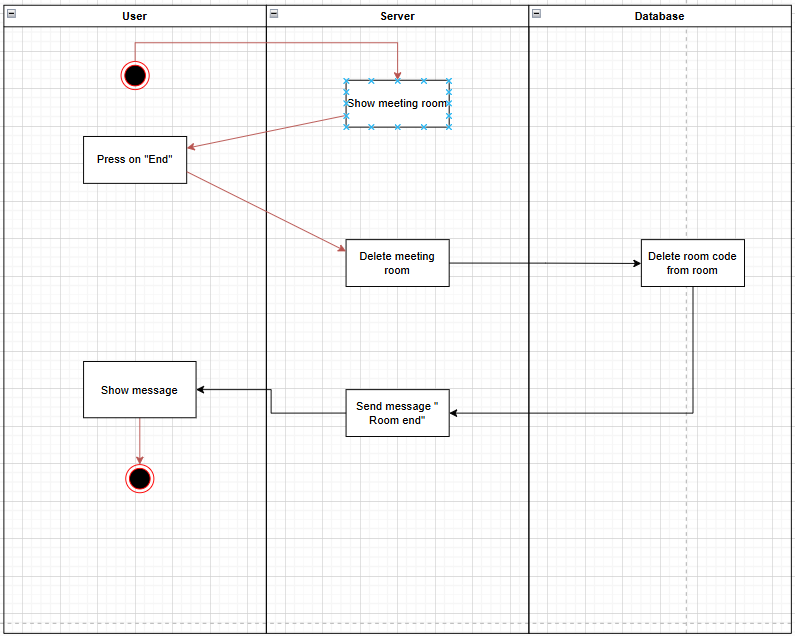 User
Server
Database
Show meeting room
Press on "End"
Delete meeting
room
Delete room code
from room
Show message
Send message "
Room end"